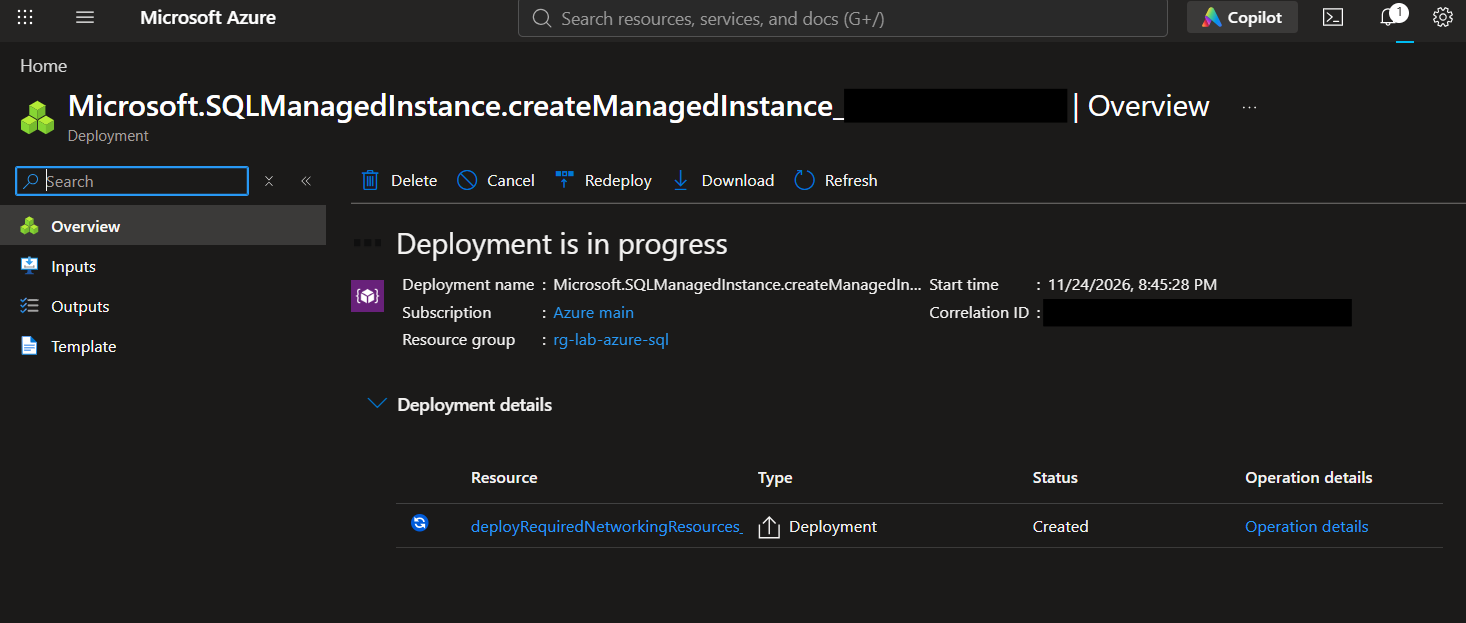 Microsoft Azure
Search resources, services, and docs (G+/)
Copilot
1
Home
Microsoft.SQLManagedInstance.createManagedInstance_ | Overview ...
Deployment
Search
Delete
Cancel
Redeploy
Download
Refresh
Overview
Inputs
Outputs
Template
Deployment is in progress
Deployment name : Microsoft.SQLManagedInstance.createManagedIn...
Start time : 11/24/2026, 8:45:28 PM
Subscription : Azure main
Correlation ID :
Resource group : rg-lab-azure-sql
Deployment details
Resource Type Status Operation details
deployRequiredNetworkingResources_ Deployment Created Operation details